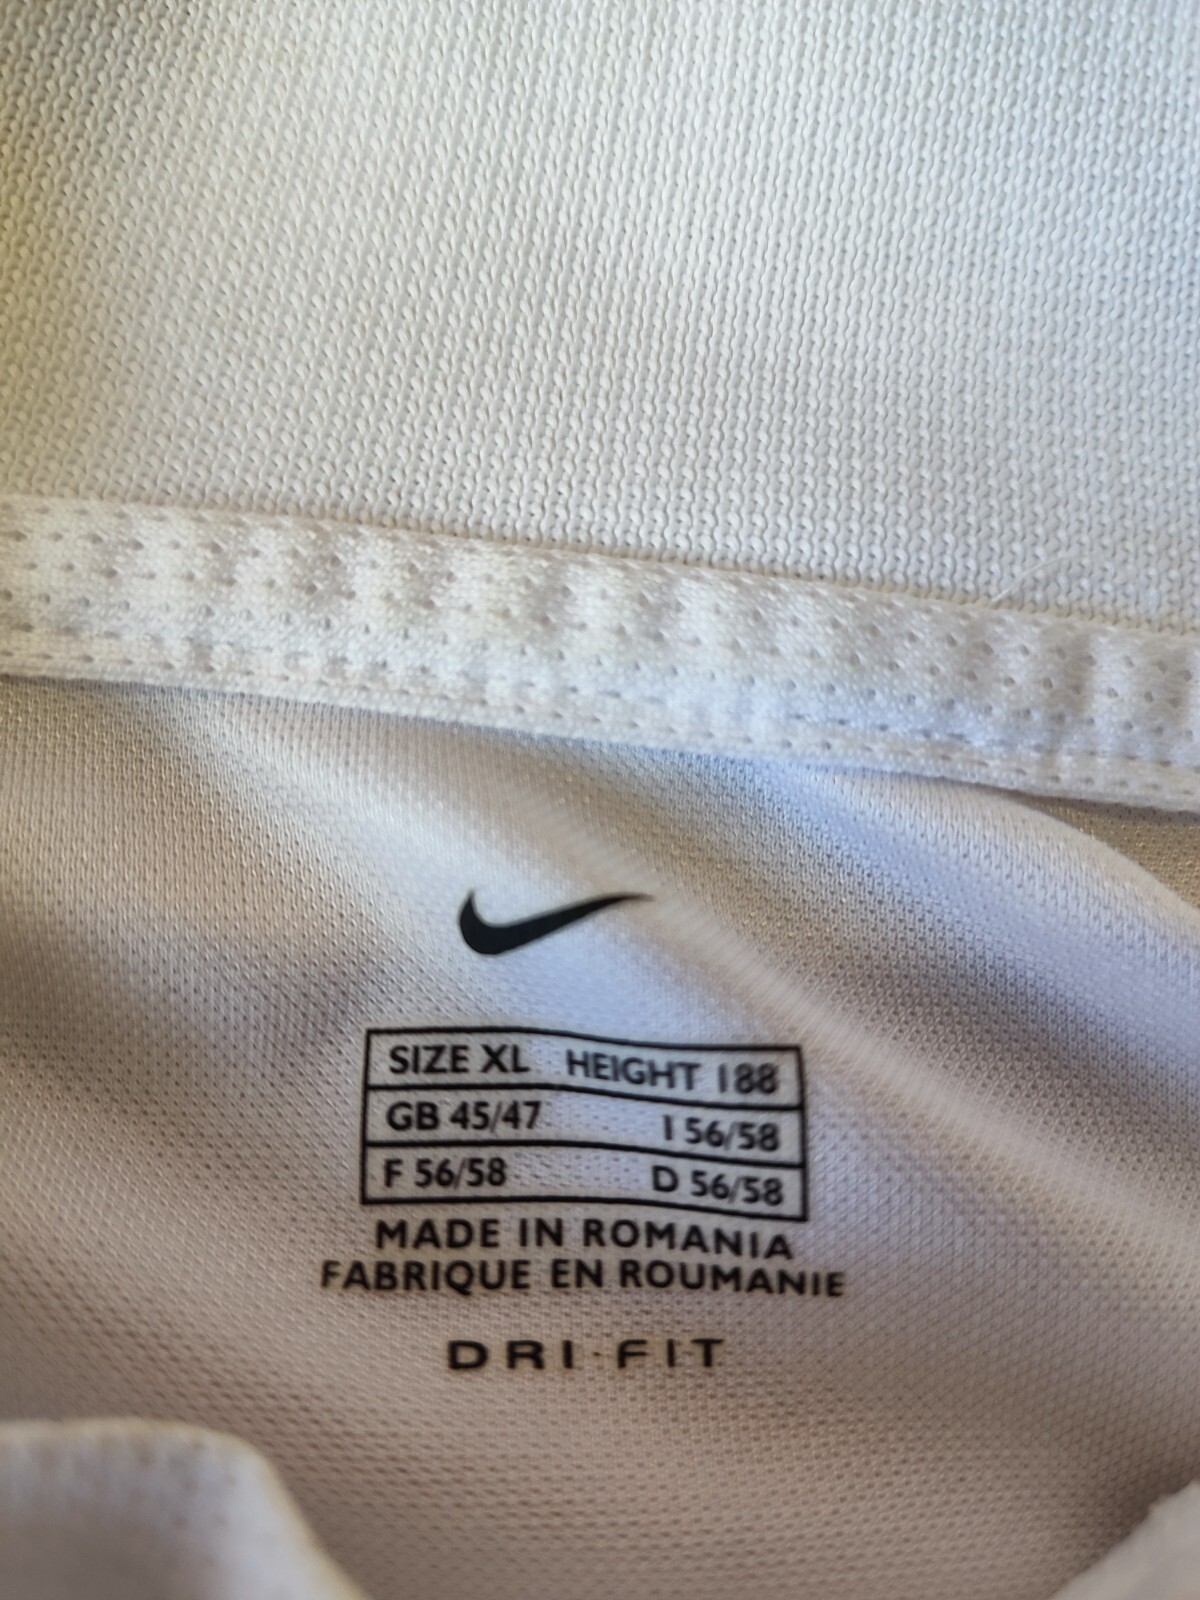 SIZE XL HEIGHT 188
GB 45/47 I 56/58
F 56/58 D 56/58
MADE IN ROMANIA
FABRIQUE EN ROUMANIE
DRI-FIT